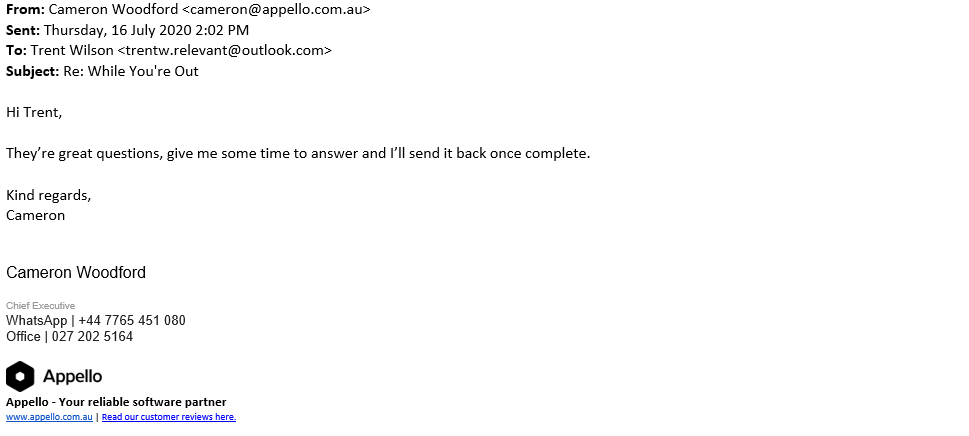 From: Cameron Woodford <cameron@appello.com.au>
Sent: Thursday, 16 July 2020 2:02 PM
To: Trent Wilson <trentw.relevant@outlook.com>
Subject: Re: While You're Out
Hi Trent,
They’re great questions, give me some time to answer and I’ll send it back once complete.
Kind regards,
Cameron
Cameron Woodford
Chief Executive
WhatsApp | +44 7765 451 080
Office | 027 202 5164
Appello
Appello - Your reliable software partner
www.appello.com.au | Read our customer reviews here.